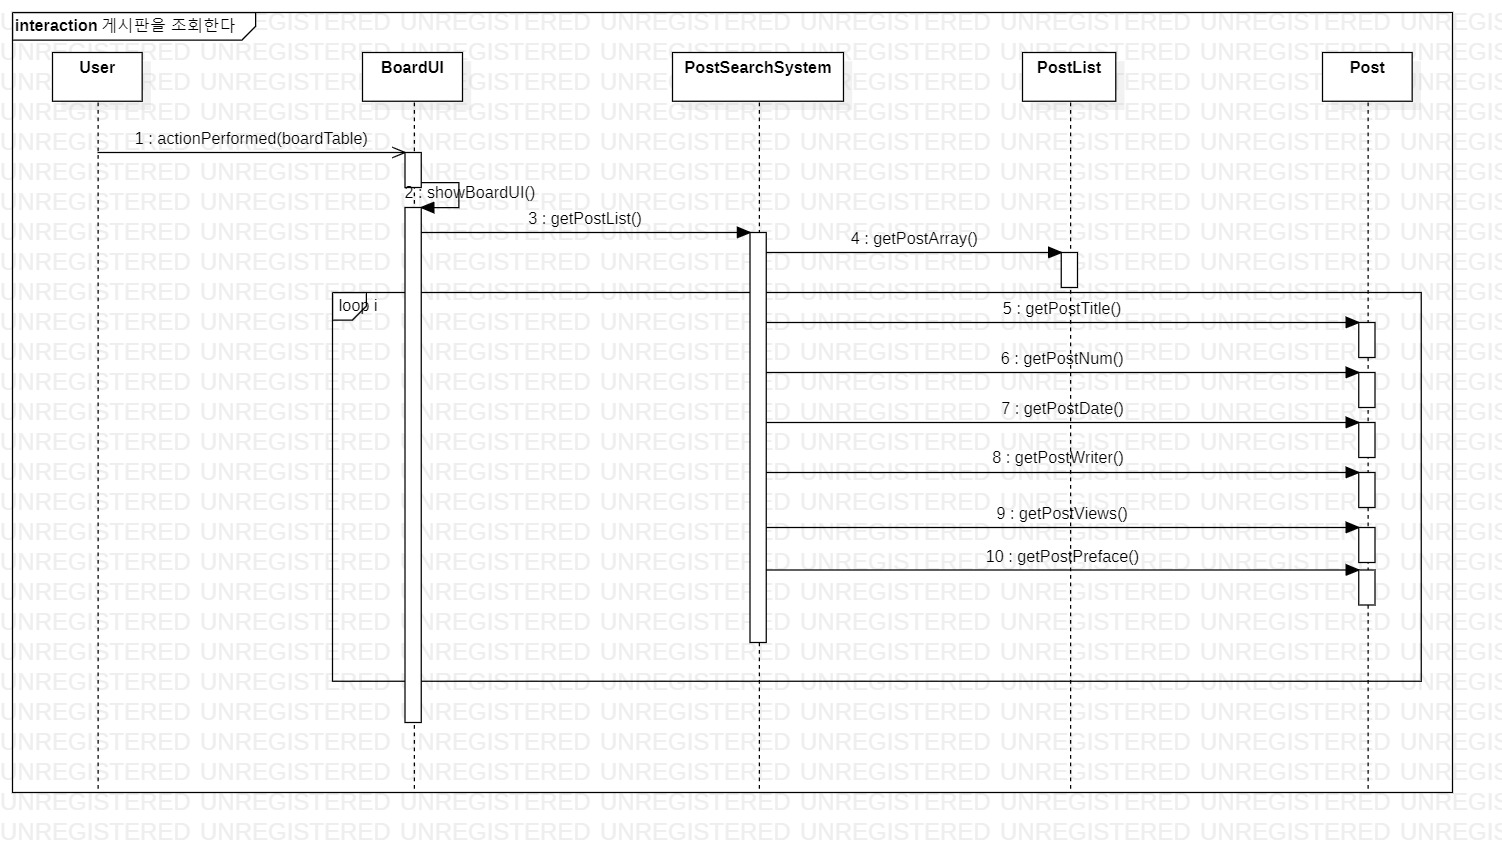 interaction 게시판을 조회한다
User
BoardUI
PostSearchSystem
PostList
Post
1 : actionPerformed(boardTable)
2 : showBoardUI()
3 : getPostList()
4 : getPostArray()
loop i
5 : getPostTitle()
6 : getPostNum()
7 : getPostDate()
8 : getPostWriter()
9 : getPostViews()
10 : getPostPreface()
UNREGISTERED